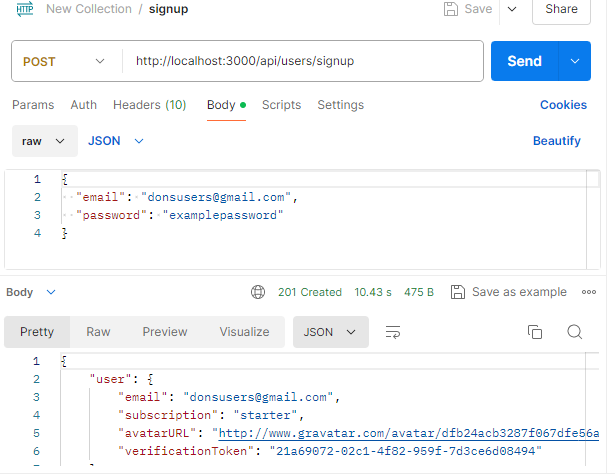 HTTP New Collection / signup Save Share
POST http://localhost:3000/api/users/signup Send
Params Auth Headers (10) Body Scripts Settings Cookies
raw JSON Beautify
1 {
2 "email": "donsusers@gmail.com",
3 "password": "examplepassword"
4 }
Body 201 Created 10.43 s 475 B Save as example
Pretty Raw Preview Visualize JSON
1 {
2 "user": {
3 "email": "donsusers@gmail.com",
4 "subscription": "starter",
5 "avatarURL": "http://www.gravatar.com/avatar/dfb24acb3287f067dfe56a
6 "verificationToken": "21a69072-02c1-4f82-959f-7d3ce6d08494"